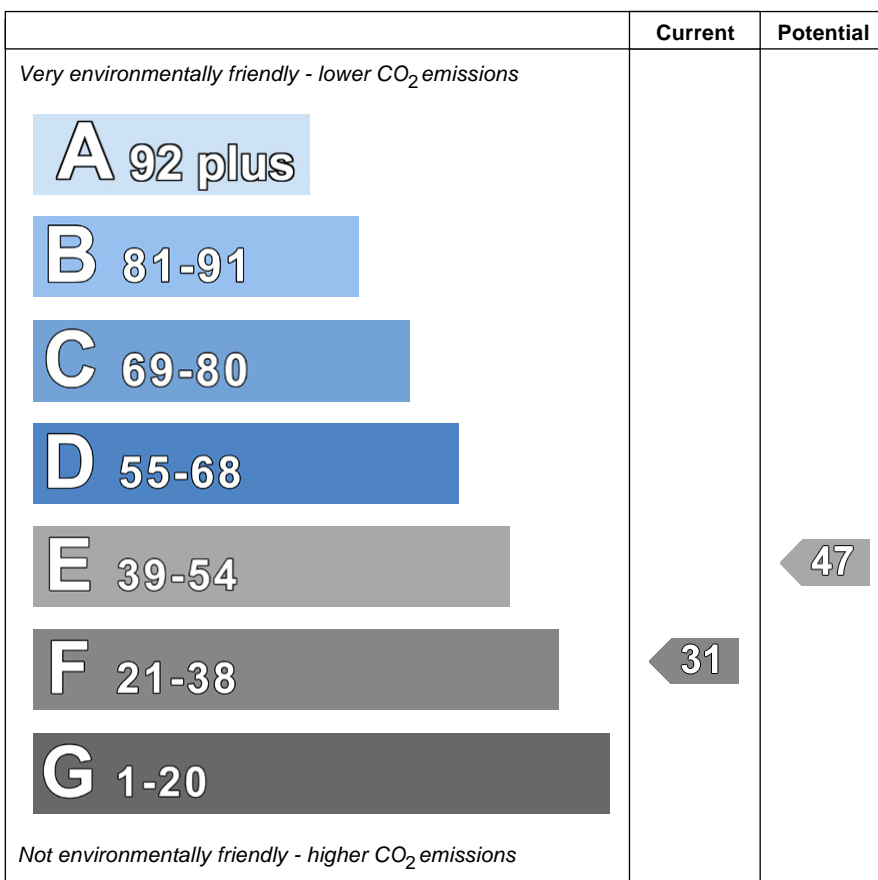 Current Potential
Very environmentally friendly - lower CO2 emissions
A 92 plus
B 81-91
C 69-80
D 55-68
E 39-54
47
F 21-38
31
G 1-20
Not environmentally friendly - higher CO2 emissions